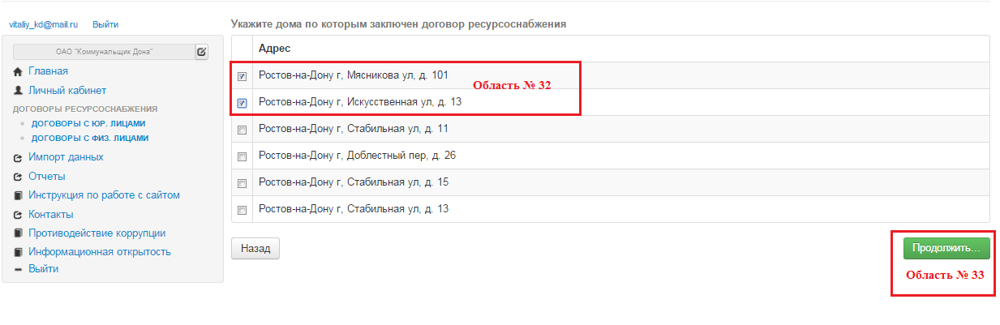 vitaliy_kd@mail.ru Выйти
ОАО "Коммунальщик Дона"
Главная
Личный кабинет
ДОГОВОРЫ РЕСУРСОСНАБЖЕНИЯ
ДОГОВОРЫ С ЮР. ЛИЦАМИ
ДОГОВОРЫ С ФИЗ. ЛИЦАМИ
Импорт данных
Отчеты
Инструкция по работе с сайтом
Контакты
Противодействие коррупции
Информационная открытость
Выйти
Укажите дома по которым заключен договор ресурсоснабжения
Адрес
Ростов-на-Дону г, Мясникова ул, д. 101
Область № 32
Ростов-на-Дону г, Искусственная ул, д. 13
Ростов-на-Дону г, Стабильная ул, д. 11
Ростов-на-Дону г, Доблестный пер, д. 26
Ростов-на-Дону г, Стабильная ул, д. 15
Ростов-на-Дону г, Стабильная ул, д. 13
Назад
Продолжить...
Область № 33